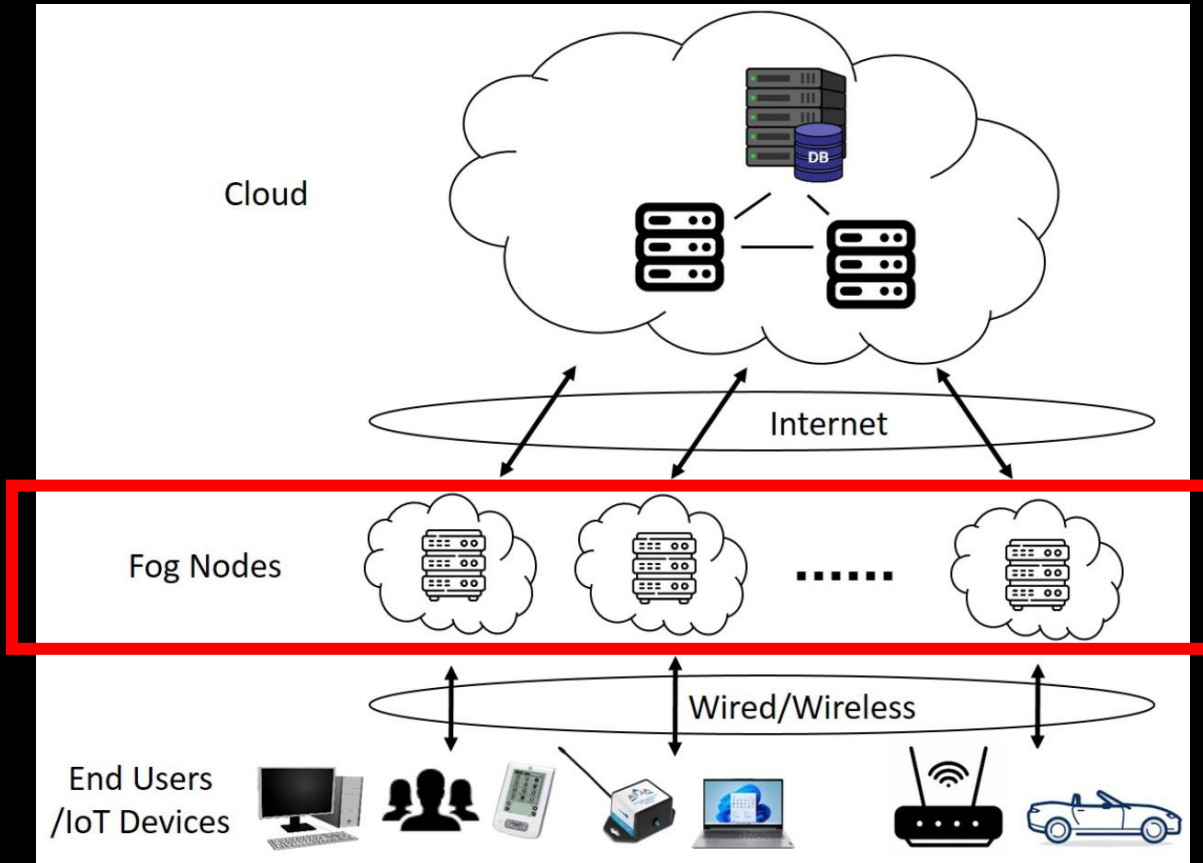 DB
Cloud
Internet
Fog Nodes
Wired/Wireless
End Users
/IoT Devices